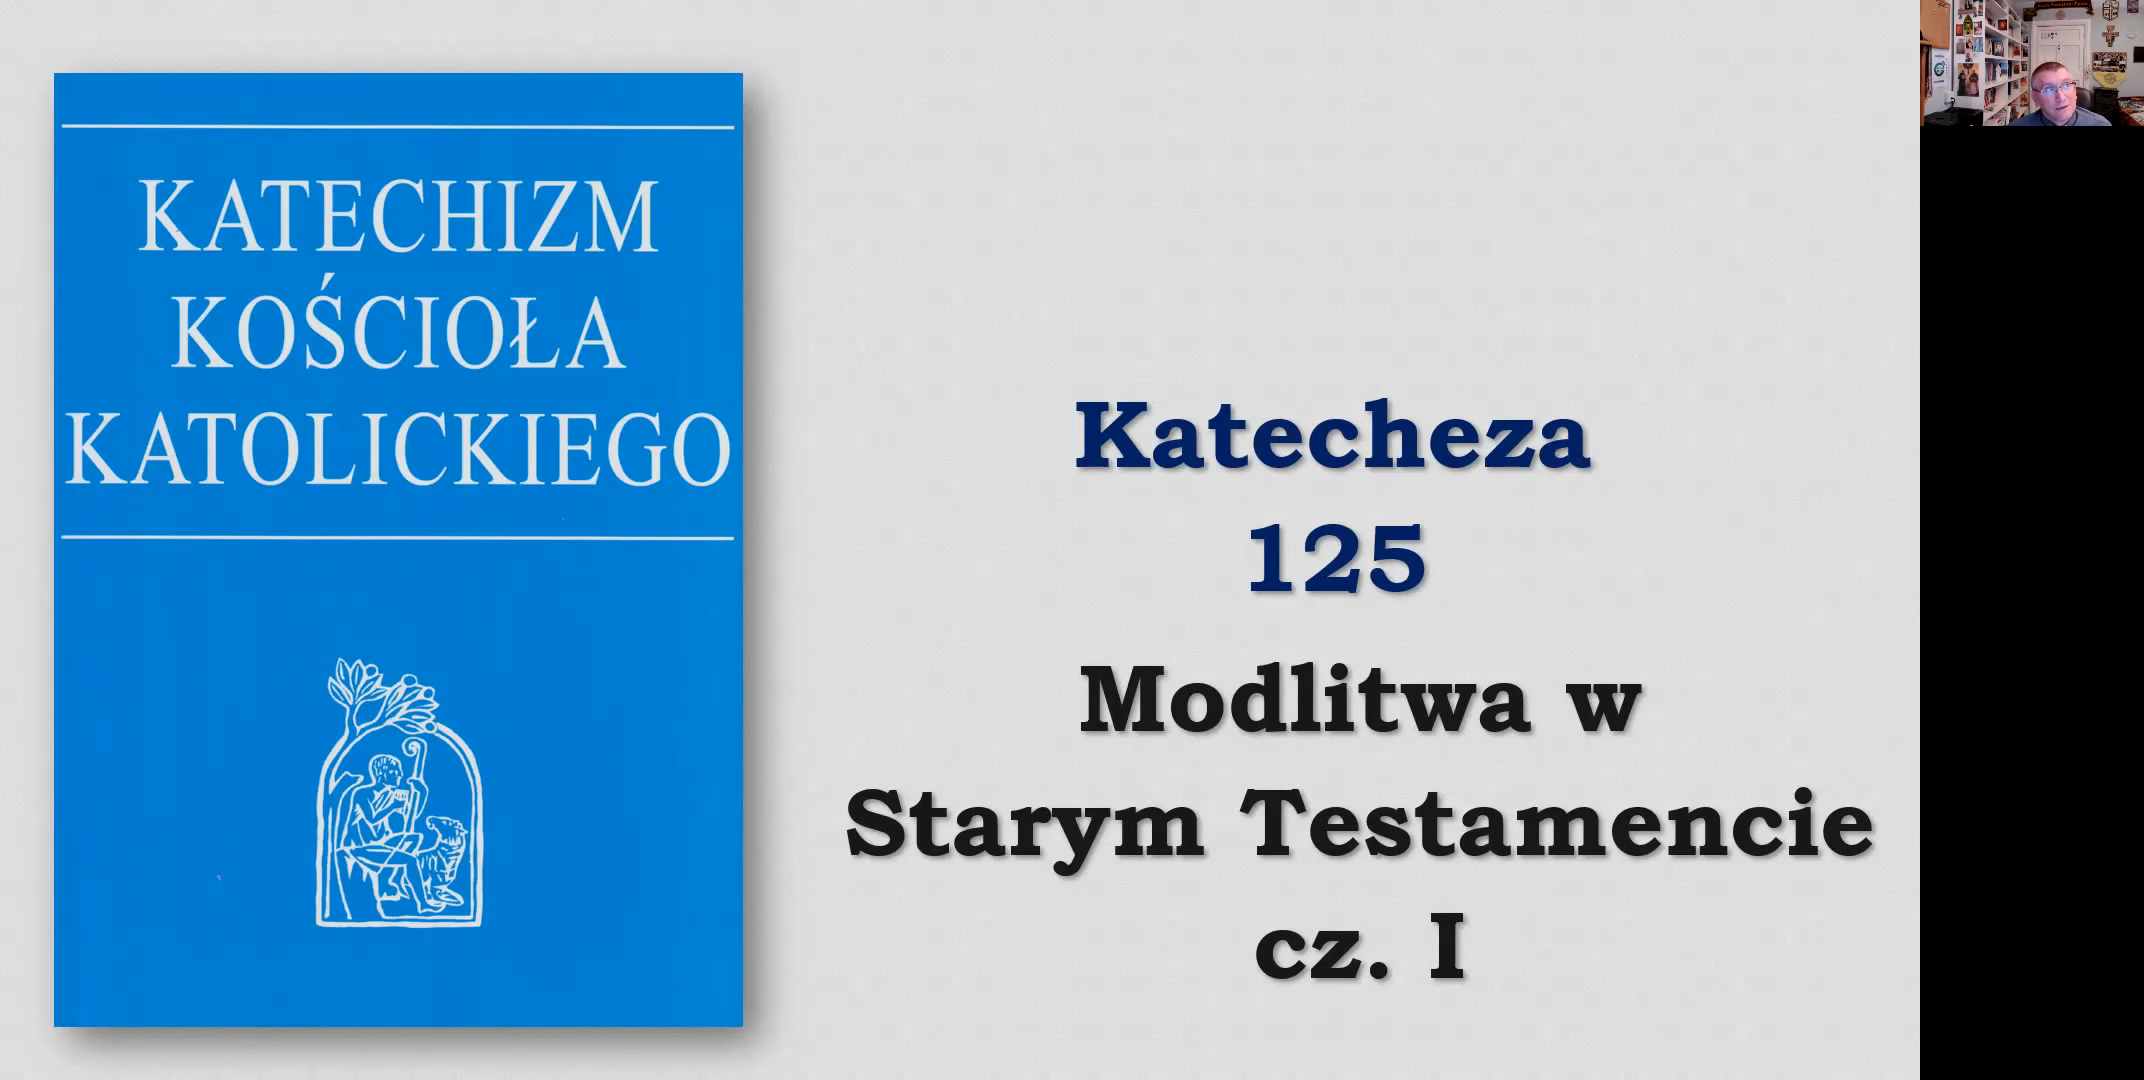 KATECHIZM
KOŚCIOŁA
KATOLICKIEGO
Katecheza
125
Modlitwa w
Starym Testamencie
cz. I